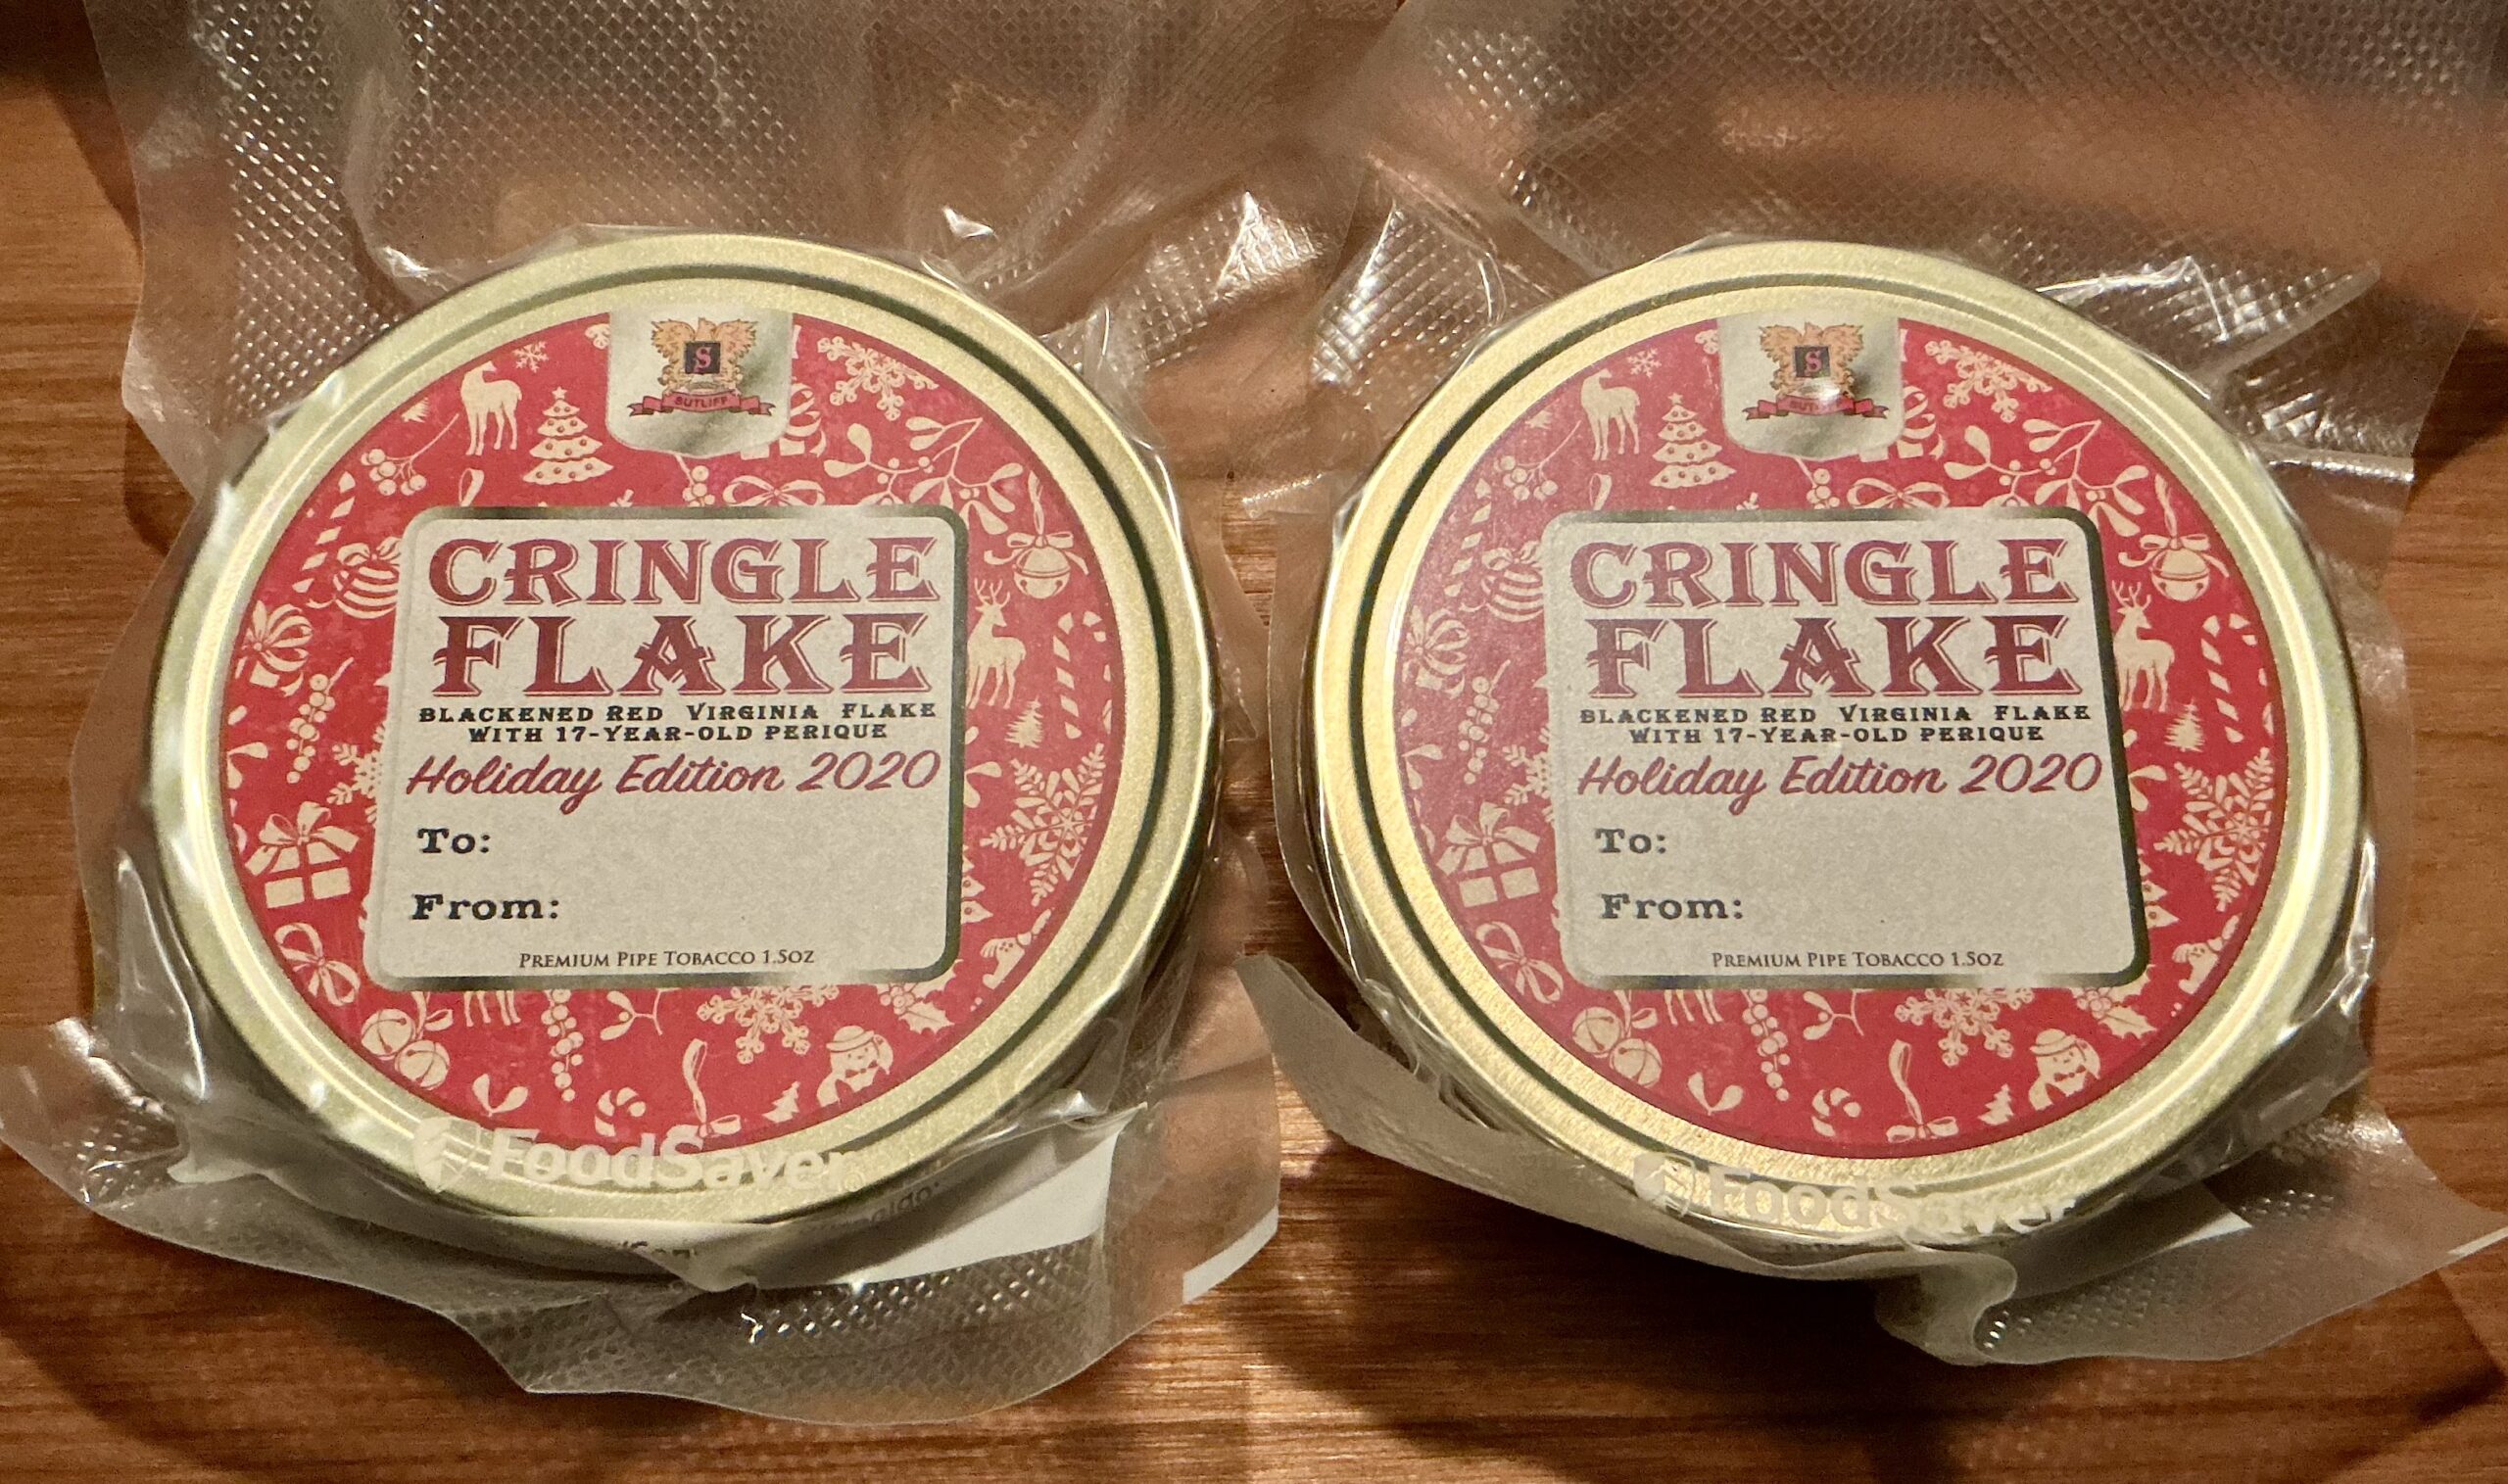 S
SUTLIFF
CRINGLE
FLAKE
BLACKENED RED VIRGINIA FLAKE
WITH 17-YEAR-OLD PERIQUE
Holiday Edition 2020
To:
From:
PREMIUM PIPE TOBACCO 1.5OZ
FoodSaver
S
CRINGLE
FLAKE
BLACKENED RED VIRGINIA FLAKE
WITH 17-YEAR-OLD PERIQUE
Holiday Edition 2020
To:
From:
PREMIUM PIPE TOBACCO 1.5OZ
FoodSaver